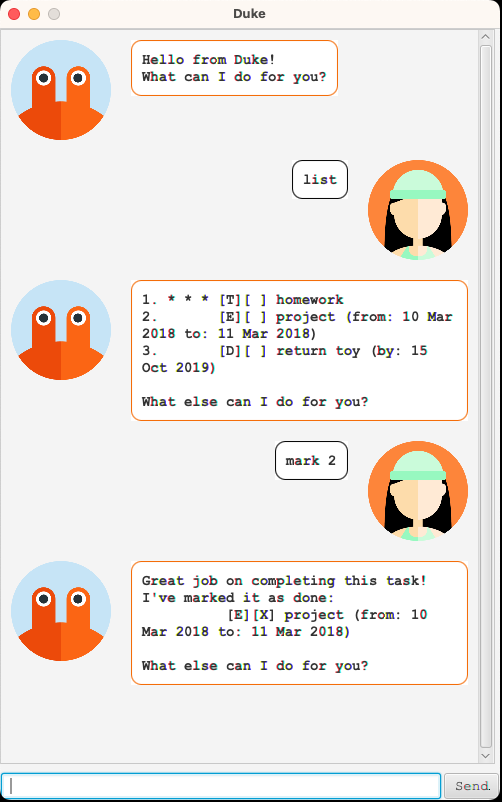 Duke
Hello from Duke!
What can I do for you?
list
1. * * * [T][ ] homework
2.       [E][ ] project (from: 10 Mar
2018 to: 11 Mar 2018)
3.       [D][ ] return toy (by: 15
Oct 2019)
What else can I do for you?
mark 2
Great job on completing this task!
I've marked it as done:
          [E][X] project (from: 10
Mar 2018 to: 11 Mar 2018)
What else can I do for you?
Send